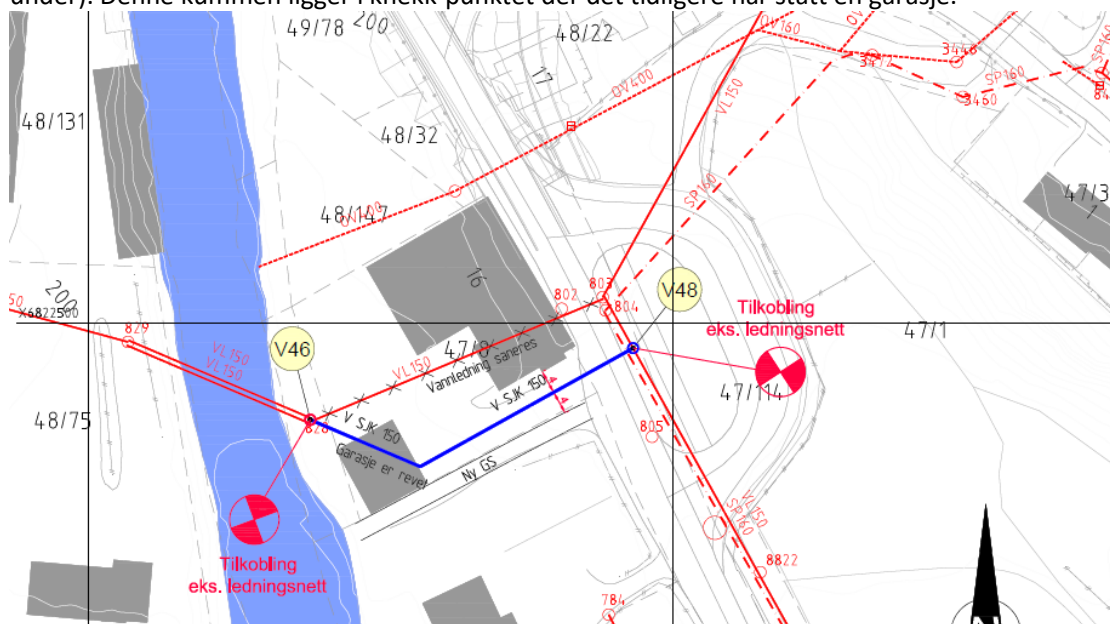 under). Denne kummen ligger i knekk-punktet der det tidligere har stått en garasje.
49/78
200
48/22
OV160
3472
3448
SP160
3460
17
OV400
VL150
48/131
48/32
SP160
47/3
1
48/147
OV400
200
X6822500
16
802
803
804
V48
Tilkobling
eks. ledningsnett
47/1
829
VL150
VL150
V46
VL150
Vannledning saneres
47/114
48/75
828
V SJK 150
V SJK 150
805
Garasje er revet
Ny GS
VL150
SP160
Tilkobling
eks. ledningsnett
8822
784